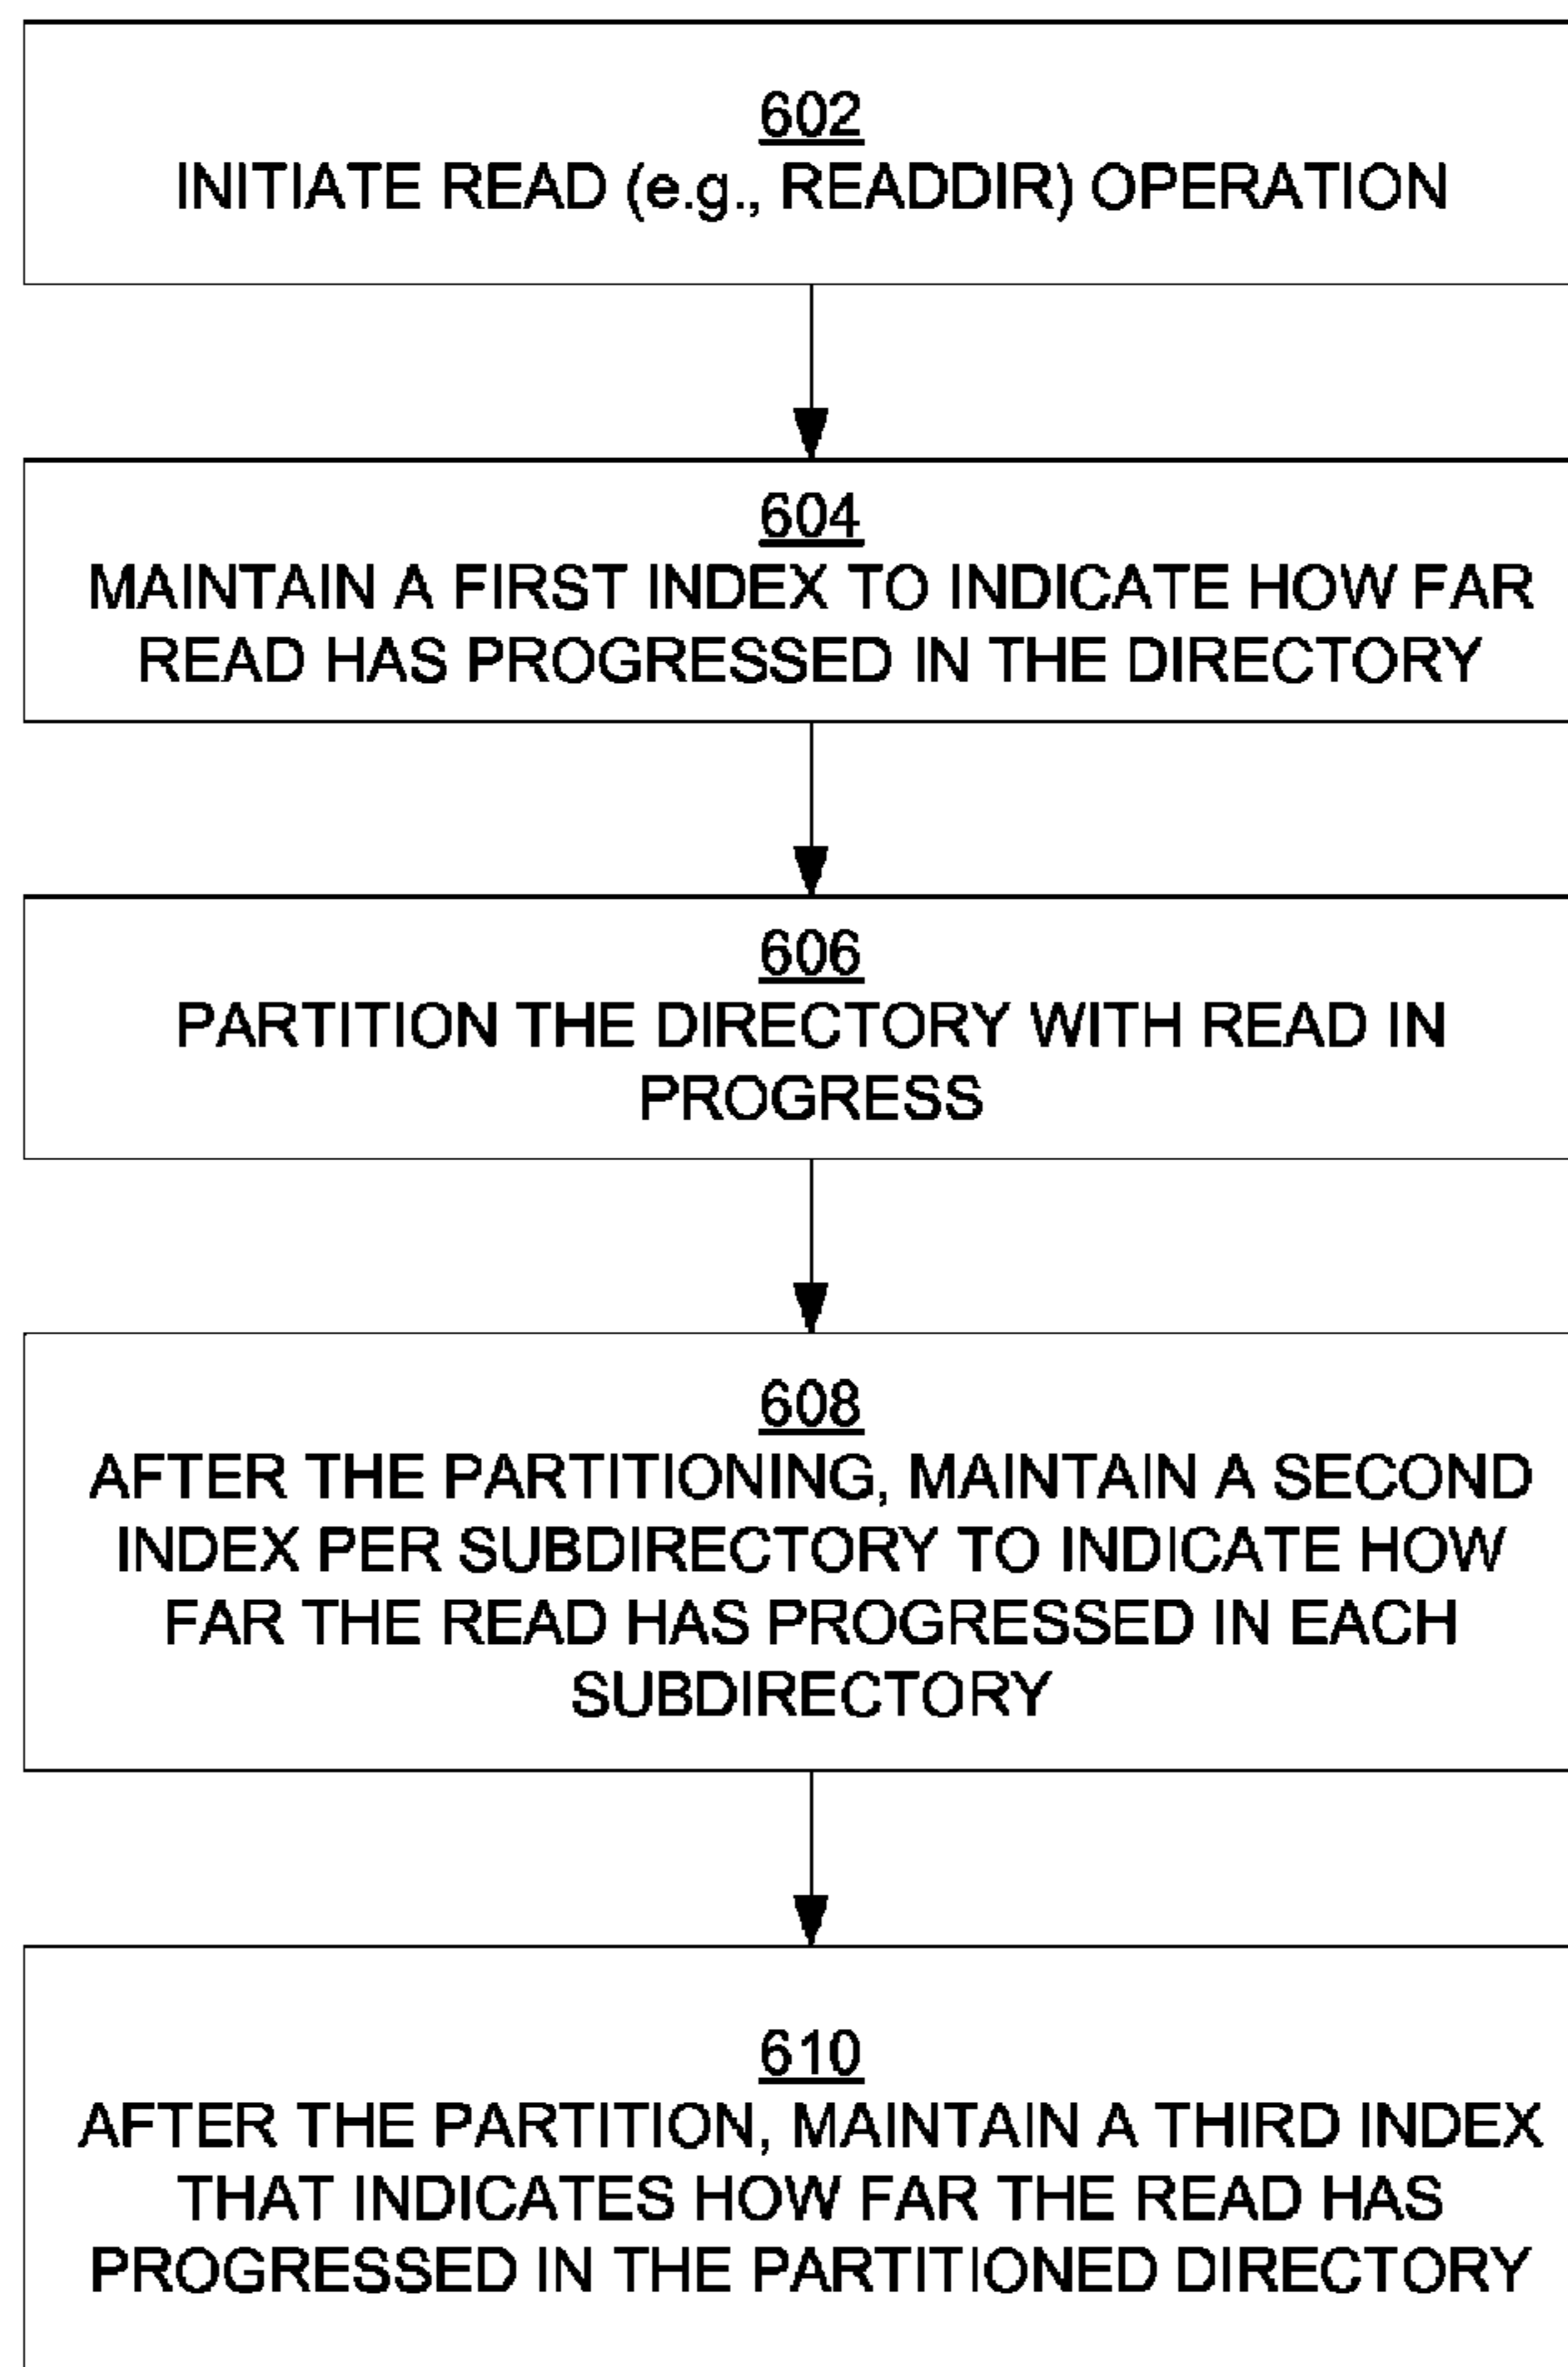 602
INITIATE READ (e.g., READDIR) OPERATION
604
MAINTAIN A FIRST INDEX TO INDICATE HOW FAR
READ HAS PROGRESSED IN THE DIRECTORY
606
PARTITION THE DIRECTORY WITH READ IN
PROGRESS
608
AFTER THE PARTITIONING, MAINTAIN A SECOND
INDEX PER SUBDIRECTORY TO INDICATE HOW
FAR THE READ HAS PROGRESSED IN EACH
SUBDIRECTORY
610
AFTER THE PARTITION, MAINTAIN A THIRD INDEX
THAT INDICATES HOW FAR THE READ HAS
PROGRESSED IN THE PARTITIONED DIRECTORY